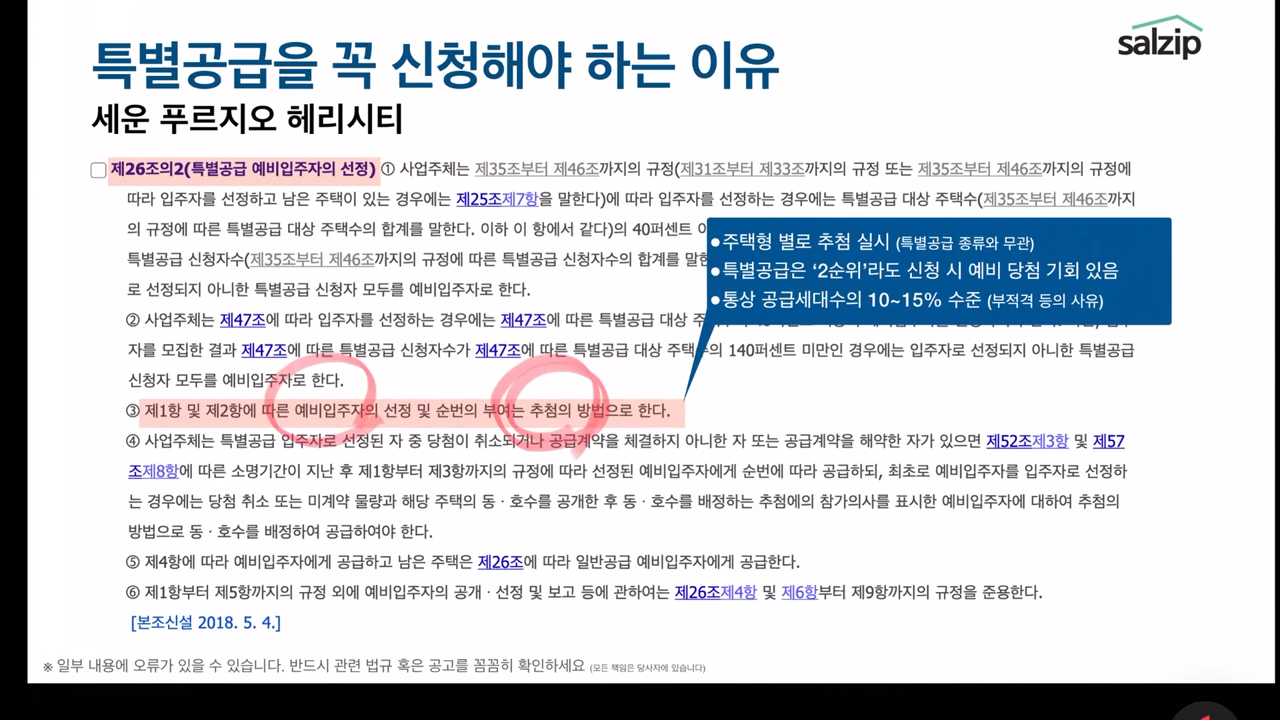 salzip
특별공급을 꼭 신청해야 하는 이유
세운 푸르지오 헤리시티
제26조의2(특별공급 예비입주자의 선정) ① 사업주체는 제35조부터 제46조까지의 규정(제31조부터 제33조까지의 규정 또는 제35조부터 제46조까지의 규정에
따라 입주자를 선정하고 남은 주택이 있는 경우에는 제25조제7항을 말한다)에 따라 입주자를 선정하는 경우에는 특별공급 대상 주택수(제35조부터 제46조까지
의 규정에 따른 특별공급 대상 주택수의 합계를 말한다. 이하 이 항에서 같다)의 40퍼센트
특별공급 신청자수(제35조부터 제46조까지의 규정에 따른 특별공급 신청자수의 합계를
로 선정되지 아니한 특별공급 신청자 모두를 예비입주자로 한다.
● 주택형 별로 추첨 실시 (특별공급 종류와 무관)
● 특별공급은 ‘2순위’라도 신청 시 예비 당첨 기회 있음
● 통상 공급세대수의 10~15% 수준 (부적격 등의 사유)
② 사업주체는 제47조에 따라 입주자를 선정하는 경우에는 제47조에 따른 특별공급 대상
자를 모집한 결과 제47조에 따른 특별공급 신청자수가 제47조에 따른 특별공급 대상 주택수의 140퍼센트 미만인 경우에는 입주자로 선정되지 아니한 특별공급
신청자 모두를 예비입주자로 한다.
③ 제1항 및 제2항에 따른 예비입주자의 선정 및 순번의 부여는 추첨의 방법으로 한다.
④ 사업주체는 특별공급 입주자로 선정된 자 중 당첨이 취소되거나 공급계약을 체결하지 아니한 자 또는 공급계약을 해약한 자가 있으면 제52조제3항 및 제57
조제8항에 따른 소명기간이 지난 후 제1항부터 제3항까지의 규정에 따라 선정된 예비입주자에게 순번에 따라 공급하되, 최초로 예비입주자를 입주자로 선정하
는 경우에는 당첨 취소 또는 미계약 물량과 해당 주택의 동ㆍ호수를 공개한 후 동ㆍ호수를 배정하는 추첨에의 참가의사를 표시한 예비입주자에 대하여 추첨의
방법으로 동ㆍ호수를 배정하여 공급하여야 한다.
⑤ 제4항에 따라 예비입주자에게 공급하고 남은 주택은 제26조에 따라 일반공급 예비입주자에게 공급한다.
⑥ 제1항부터 제5항까지의 규정 외에 예비입주자의 공개ㆍ선정 및 보고 등에 관하여는 제26조제4항 및 제6항부터 제9항까지의 규정을 준용한다.
[본조신설 2018. 5. 4.]
※ 일부 내용에 오류가 있을 수 있습니다. 반드시 관련 법규 혹은 공고를 꼼꼼히 확인하세요 (모든 책임은 당사자에 있습니다)